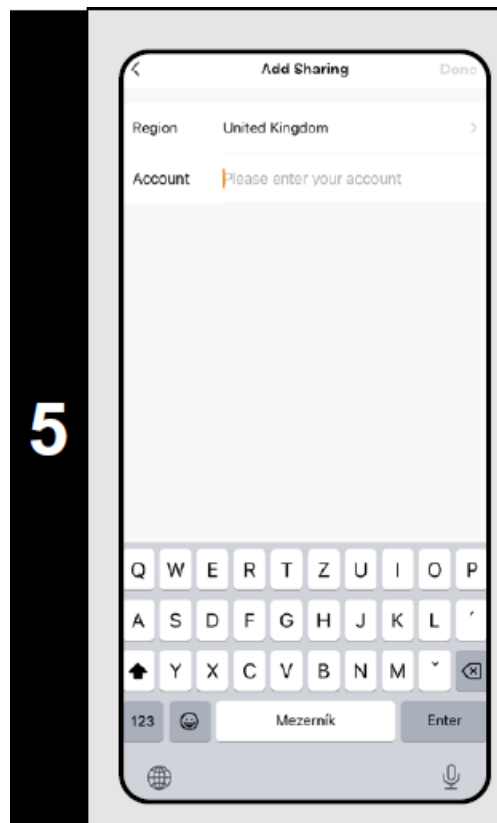 5
Add Sharing Done
Region United Kingdom
Account Please enter your account
Q W E R T Z U I O P
A S D F G H J K L ´
Y X C V B N M ˇ
123 Mezerník Enter